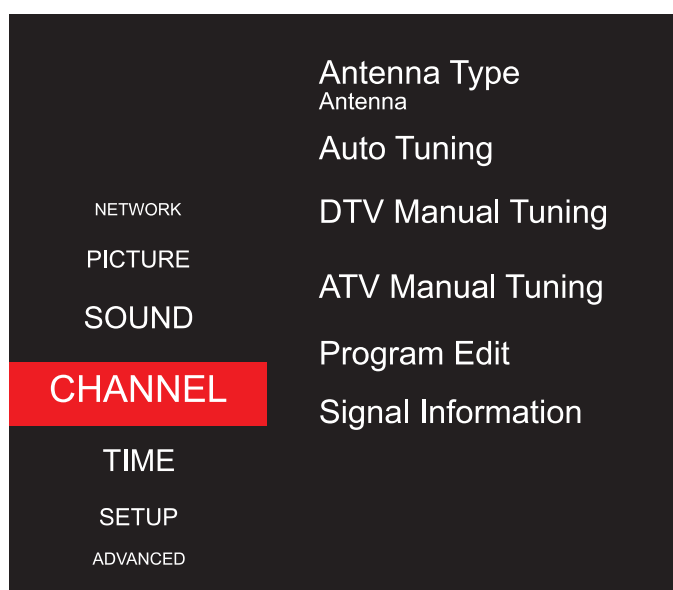 NETWORK
PICTURE
SOUND
CHANNEL
TIME
SETUP
ADVANCED
Antenna Type
Antenna
Auto Tuning
DTV Manual Tuning
ATV Manual Tuning
Program Edit
Signal Information